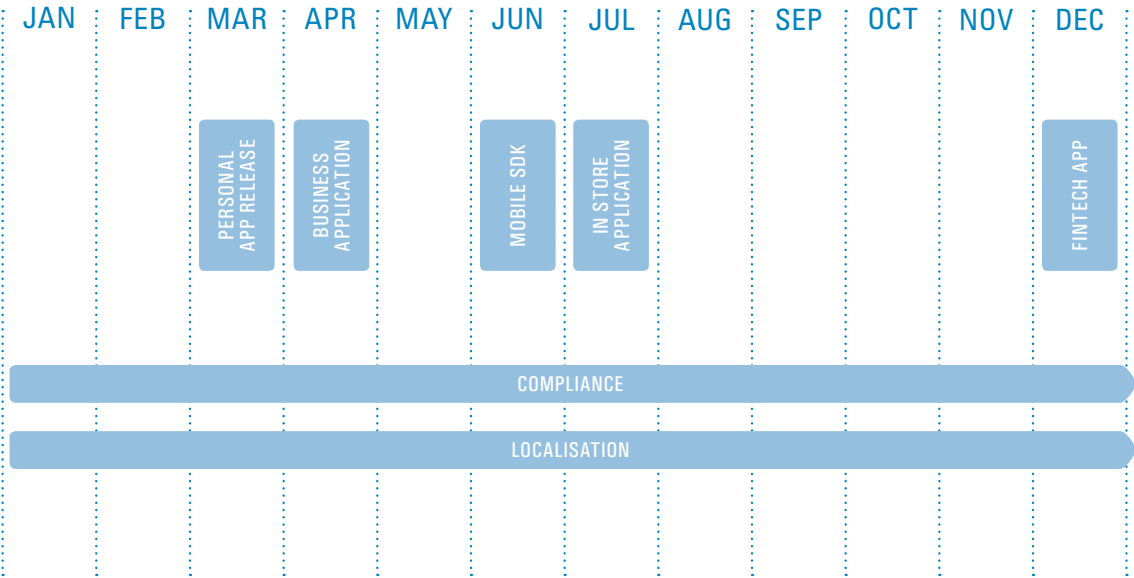 JAN FEB MAR APR MAY JUN JUL AUG SEP OCT NOV DEC
PERSONAL
APP RELEASE
BUSINESS
APPLICATION
MOBILE SDK
IN STORE
APPLICATION
FINTECH APP
COMPLIANCE
LOCALISATION